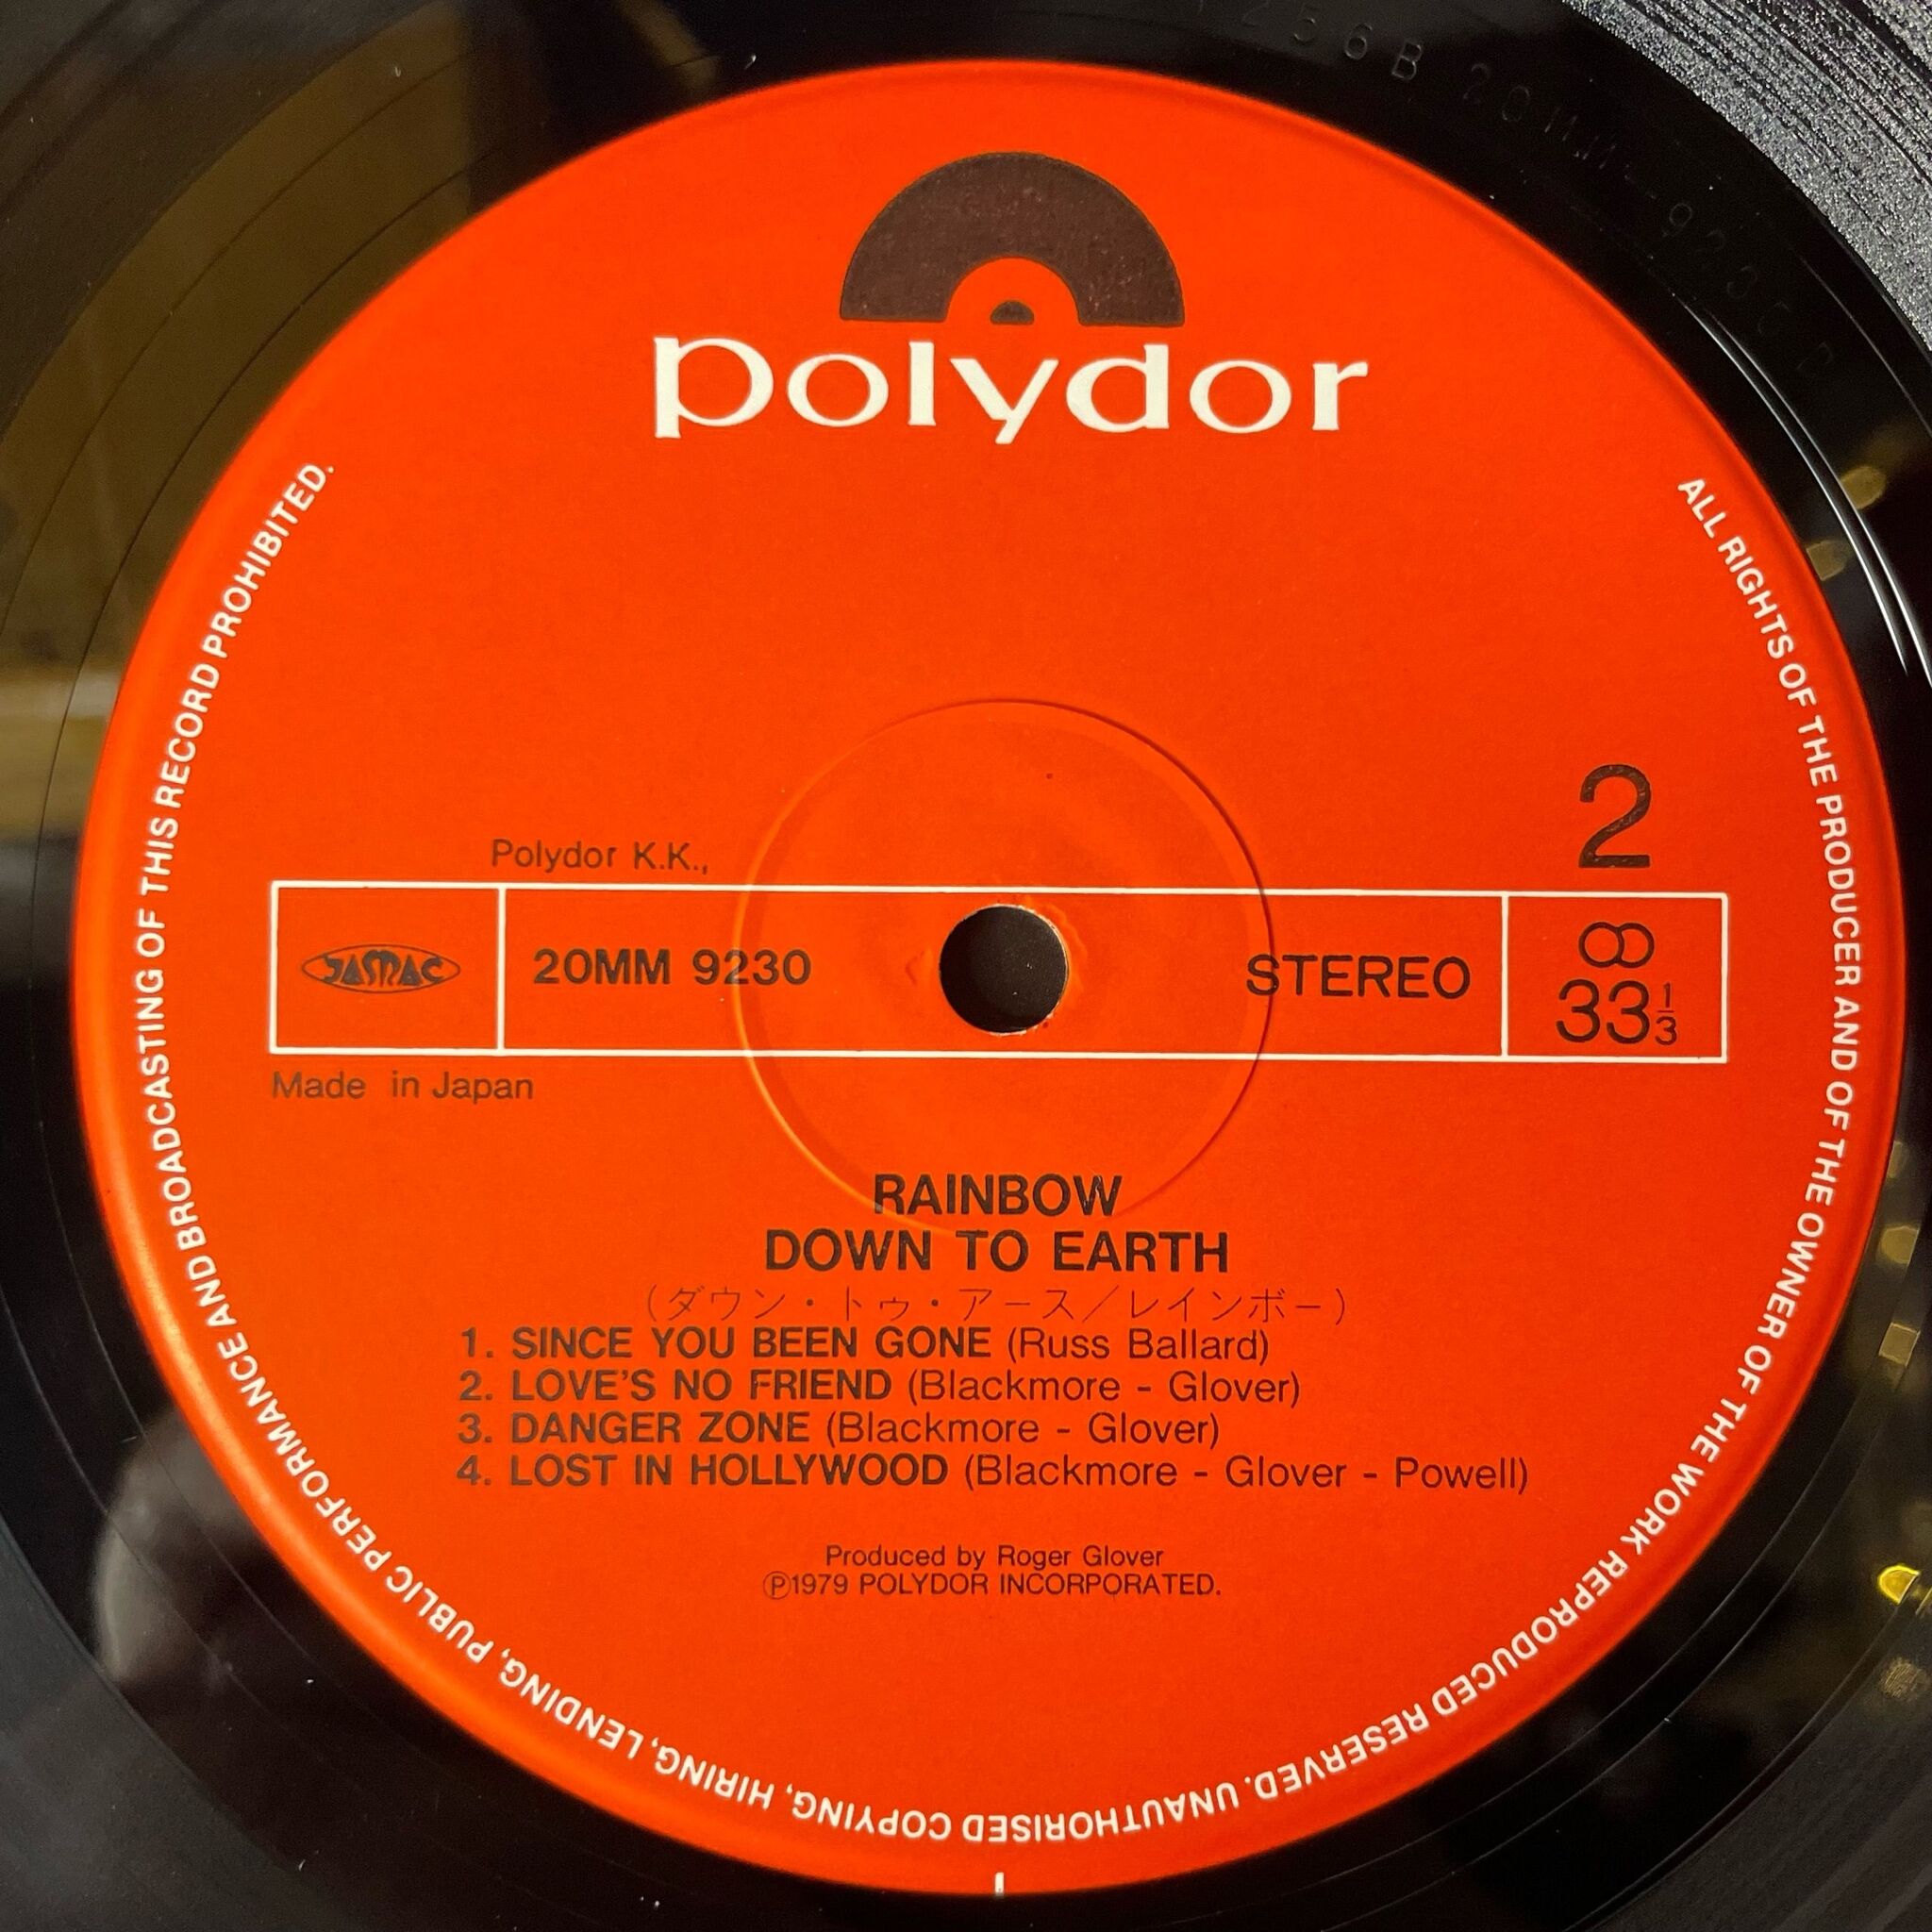 polydor
ALL RIGHTS OF THE PRODUCER AND OF THE OWNER OF THE WORK REPRODUCED RESERVED. UNAUTHORISED COPYING, HIRING, LENDING, PUBLIC PERFORMANCE AND BROADCASTING OF THIS RECORD PROHIBITED.
2
Polydor K.K.,
JASRAC
20MM 9230
STEREO
33 1/3
Made in Japan
RAINBOW
DOWN TO EARTH
(ダウン・トゥ・アース／レインボー)
1. SINCE YOU BEEN GONE (Russ Ballard)
2. LOVE'S NO FRIEND (Blackmore - Glover)
3. DANGER ZONE (Blackmore - Glover)
4. LOST IN HOLLYWOOD (Blackmore - Glover - Powell)
Produced by Roger Glover
℗1979 POLYDOR INCORPORATED.